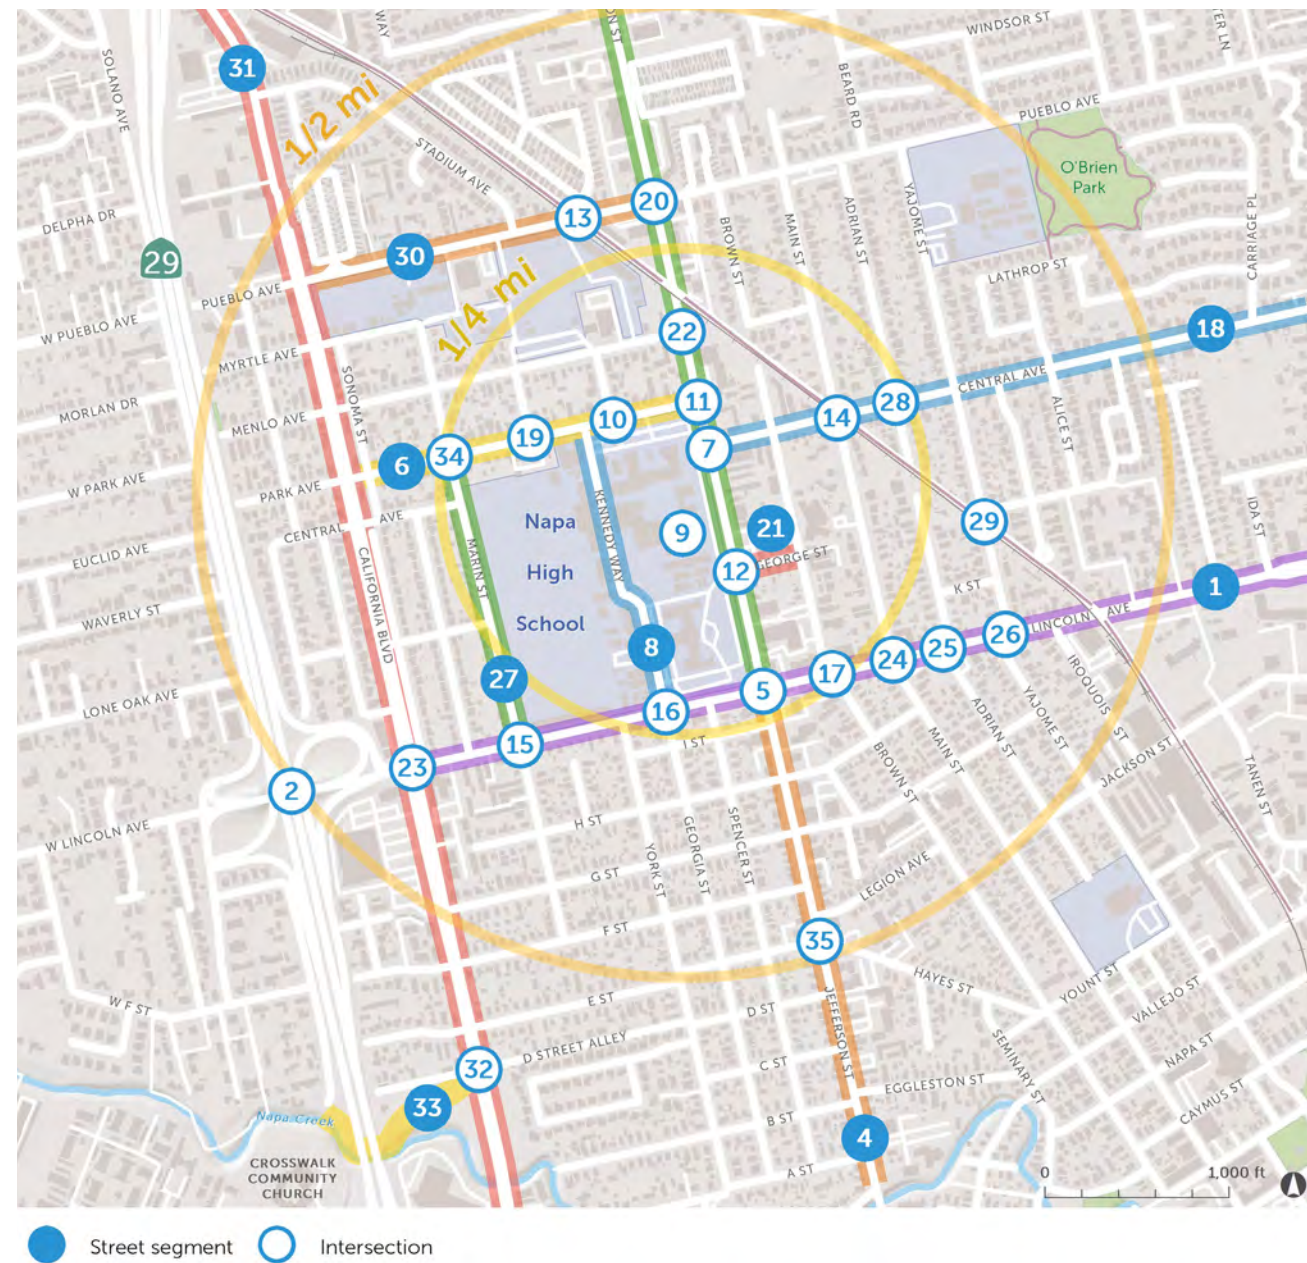 WINDSOR ST
WAY
ON ST
TER LN
31
SOLANO AVE
1/2 mi
BEARD RD
PUEBLO AVE
STADIUM AVE
O'Brien
Park
DELPHA DR
13
20
YAJOME ST
BROWN ST
MAIN ST
ADRIAN ST
CARRIAGE PL
29
30
LATHROP ST
PUEBLO AVE
W PUEBLO AVE
1/4 mi
22
18
MYRTLE AVE
SONOMA ST
CENTRAL AVE
MORLAN DR
MENLO AVE
10
11
28
14
ALICE ST
19
7
34
6
W PARK AVE
PARK AVE
KENNEDY WAY
IDA ST
CENTRAL AVE
Napa
High
School
9
21
29
EUCLID AVE
MARIN ST
CALIFORNIA BLVD
12
GEORGE ST
K ST
1
WAVERLY ST
LINCOLN AVE
8
26
25
24
17
27
5
LONE OAK AVE
16
IROQUOIS ST
15
I ST
ADRIAN ST
YAJOME ST
MAIN ST
BROWN ST
JACKSON ST
TANEN ST
23
2
W LINCOLN AVE
H ST
SPENCER ST
GEORGIA ST
YORK ST
G ST
LEGION AVE
F ST
35
HAYES ST
YOUNT ST
W F ST
E ST
D ST
JEFFERSON ST
VALLEJO ST
D STREET ALLEY
SEMINARY ST
NAPA ST
32
C ST
EGGLESTON ST
CAYMUS ST
33
Napa Creek
B ST
4
CROSSWALK
COMMUNITY
CHURCH
A ST
0
1,000 ft
Street segment
Intersection